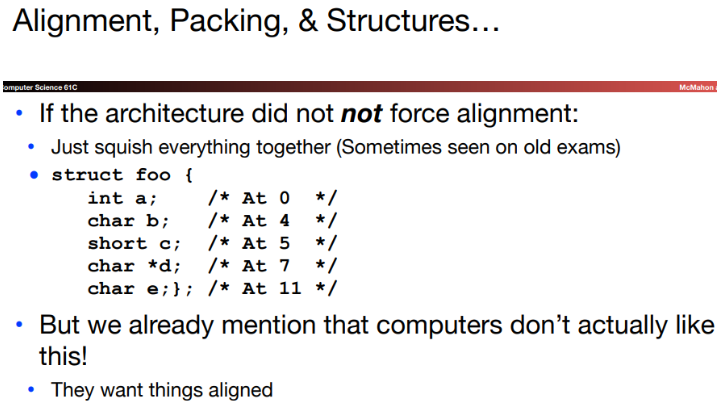 Alignment, Packing, & Structures...
Computer Science 61C
McMahon
• If the architecture did not not force alignment:
• Just squish everything together (Sometimes seen on old exams)
• struct foo {
int a; /* At 0 */
char b; /* At 4 */
short c; /* At 5 */
char *d; /* At 7 */
char e;}; /* At 11 */
• But we already mention that computers don't actually like
this!
• They want things aligned